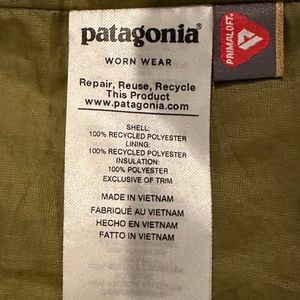 patagonia®
WORN WEAR
Repair, Reuse, Recycle
This Product
www.patagonia.com
SHELL:
100% RECYCLED POLYESTER
LINING:
100% RECYCLED POLYESTER
INSULATION:
100% POLYESTER
EXCLUSIVE OF TRIM
MADE IN VIETNAM
FABRIQUÉ AU VIETNAM
HECHO EN VIETNAM
FATTO IN VIETNAM
PRIMALOFT